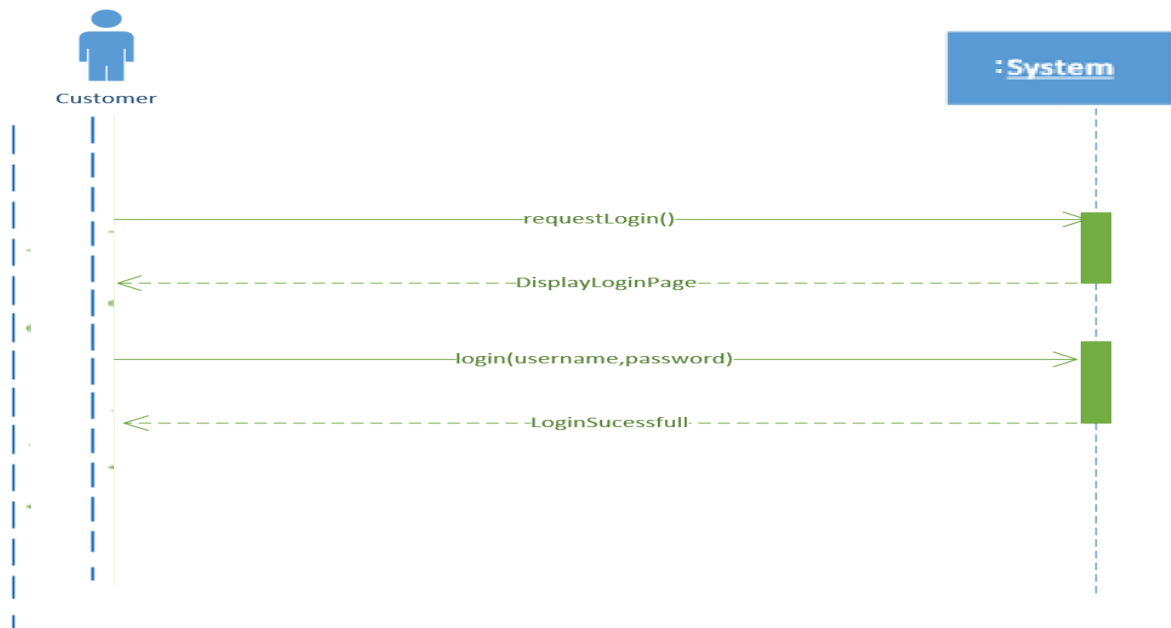 Customer
:System
requestLogin()
DisplayLoginPage
login(username,password)
LoginSucessfull